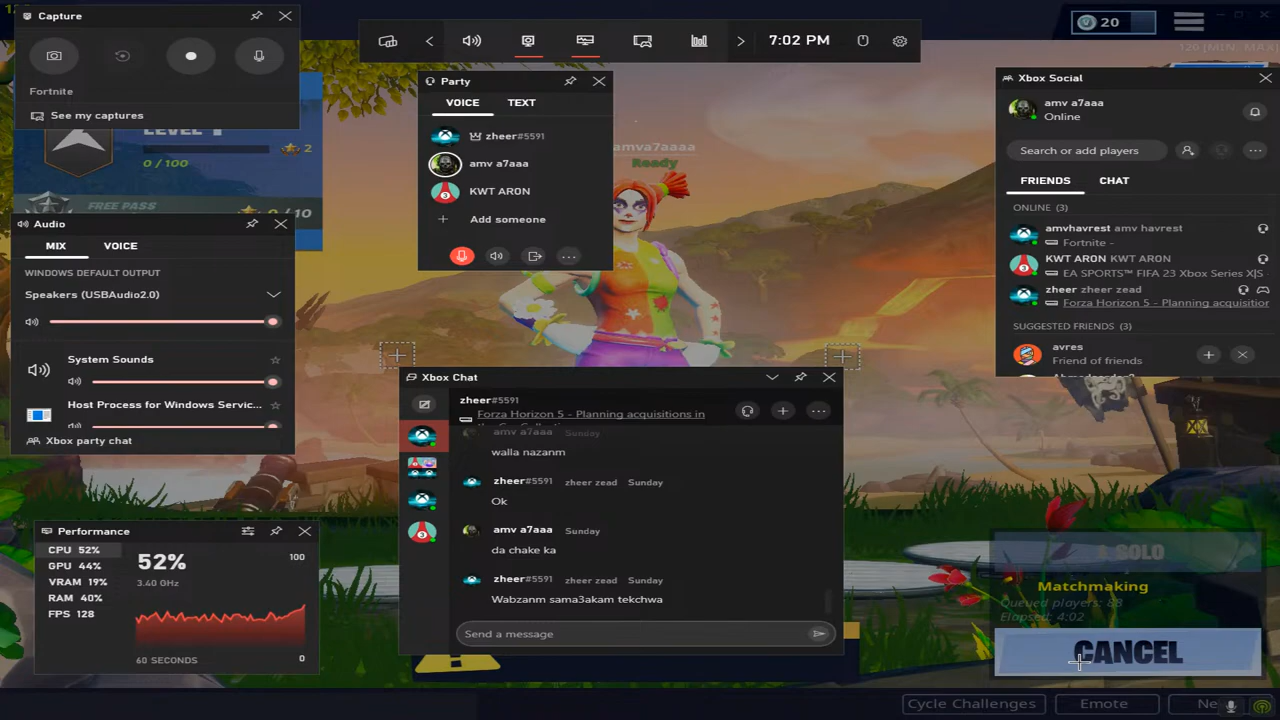 Capture
Fortnite
See my captures
7:02 PM
20
120 [MIN, MAX]
LEVEL 1
2
0 / 100
FREE PASS
0 / 10
Party
VOICE TEXT
zheer#5591
amv a7aaa
KWT ARON
Add someone
amva7aaaa
Ready
Xbox Social
amv a7aaa
Online
Search or add players
FRIENDS CHAT
ONLINE (3)
amvhavrest amv havrest
Fortnite -
KWT ARON KWT ARON
EA SPORTS™ FIFA 23 Xbox Series X|S
zheer zheer zead
Forza Horizon 5 - Planning acquisition
SUGGESTED FRIENDS (3)
avres
Friend of friends
Audio
MIX VOICE
WINDOWS DEFAULT OUTPUT
Speakers (USBAudio2.0)
System Sounds
Host Process for Windows Servic...
Xbox party chat
Xbox Chat
zheer#5591
Forza Horizon 5 - Planning acquisitions in
amv a7aaa Sunday
walla nazanm
zheer#5591 zheer zead Sunday
Ok
amv a7aaa Sunday
da chake ka
zheer#5591 zheer zead Sunday
Wabzanm sama3akam tekchwa
Send a message
Performance
CPU 52%
GPU 44%
VRAM 19%
RAM 40%
FPS 128
52%
3.40 GHz
100
60 SECONDS
0
SOLO
Matchmaking
Queued players: 88
Elapsed: 4:02
CANCEL
Cycle Challenges
Emote